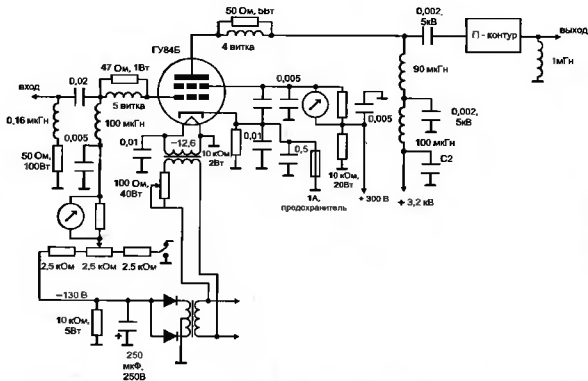 50 Ом, 5Вт
4 витка
ГУ84Б
0,002,
5кВ
П - контур
ВЫХОД
1мГн
90 мкГн
0,002,
5кВ
100 мкГн
С2
+ 3,2 кВ
47 Ом, 1Вт
5 витка
вход
0,02
0,16 мкГн
0,005
100 мкГн
50 Ом,
100Вт
0,01
~12,6
100 Ом,
40Вт
10 кОм,
2Вт
0,005
0,01
0,5
1А,
предохранитель
0,005
10 кОм,
20Вт
+ 300 В
2,5 кОм
2,5 кОм
2,5 кОм
–130 В
10 кОм,
5Вт
+
250
мкФ,
250В